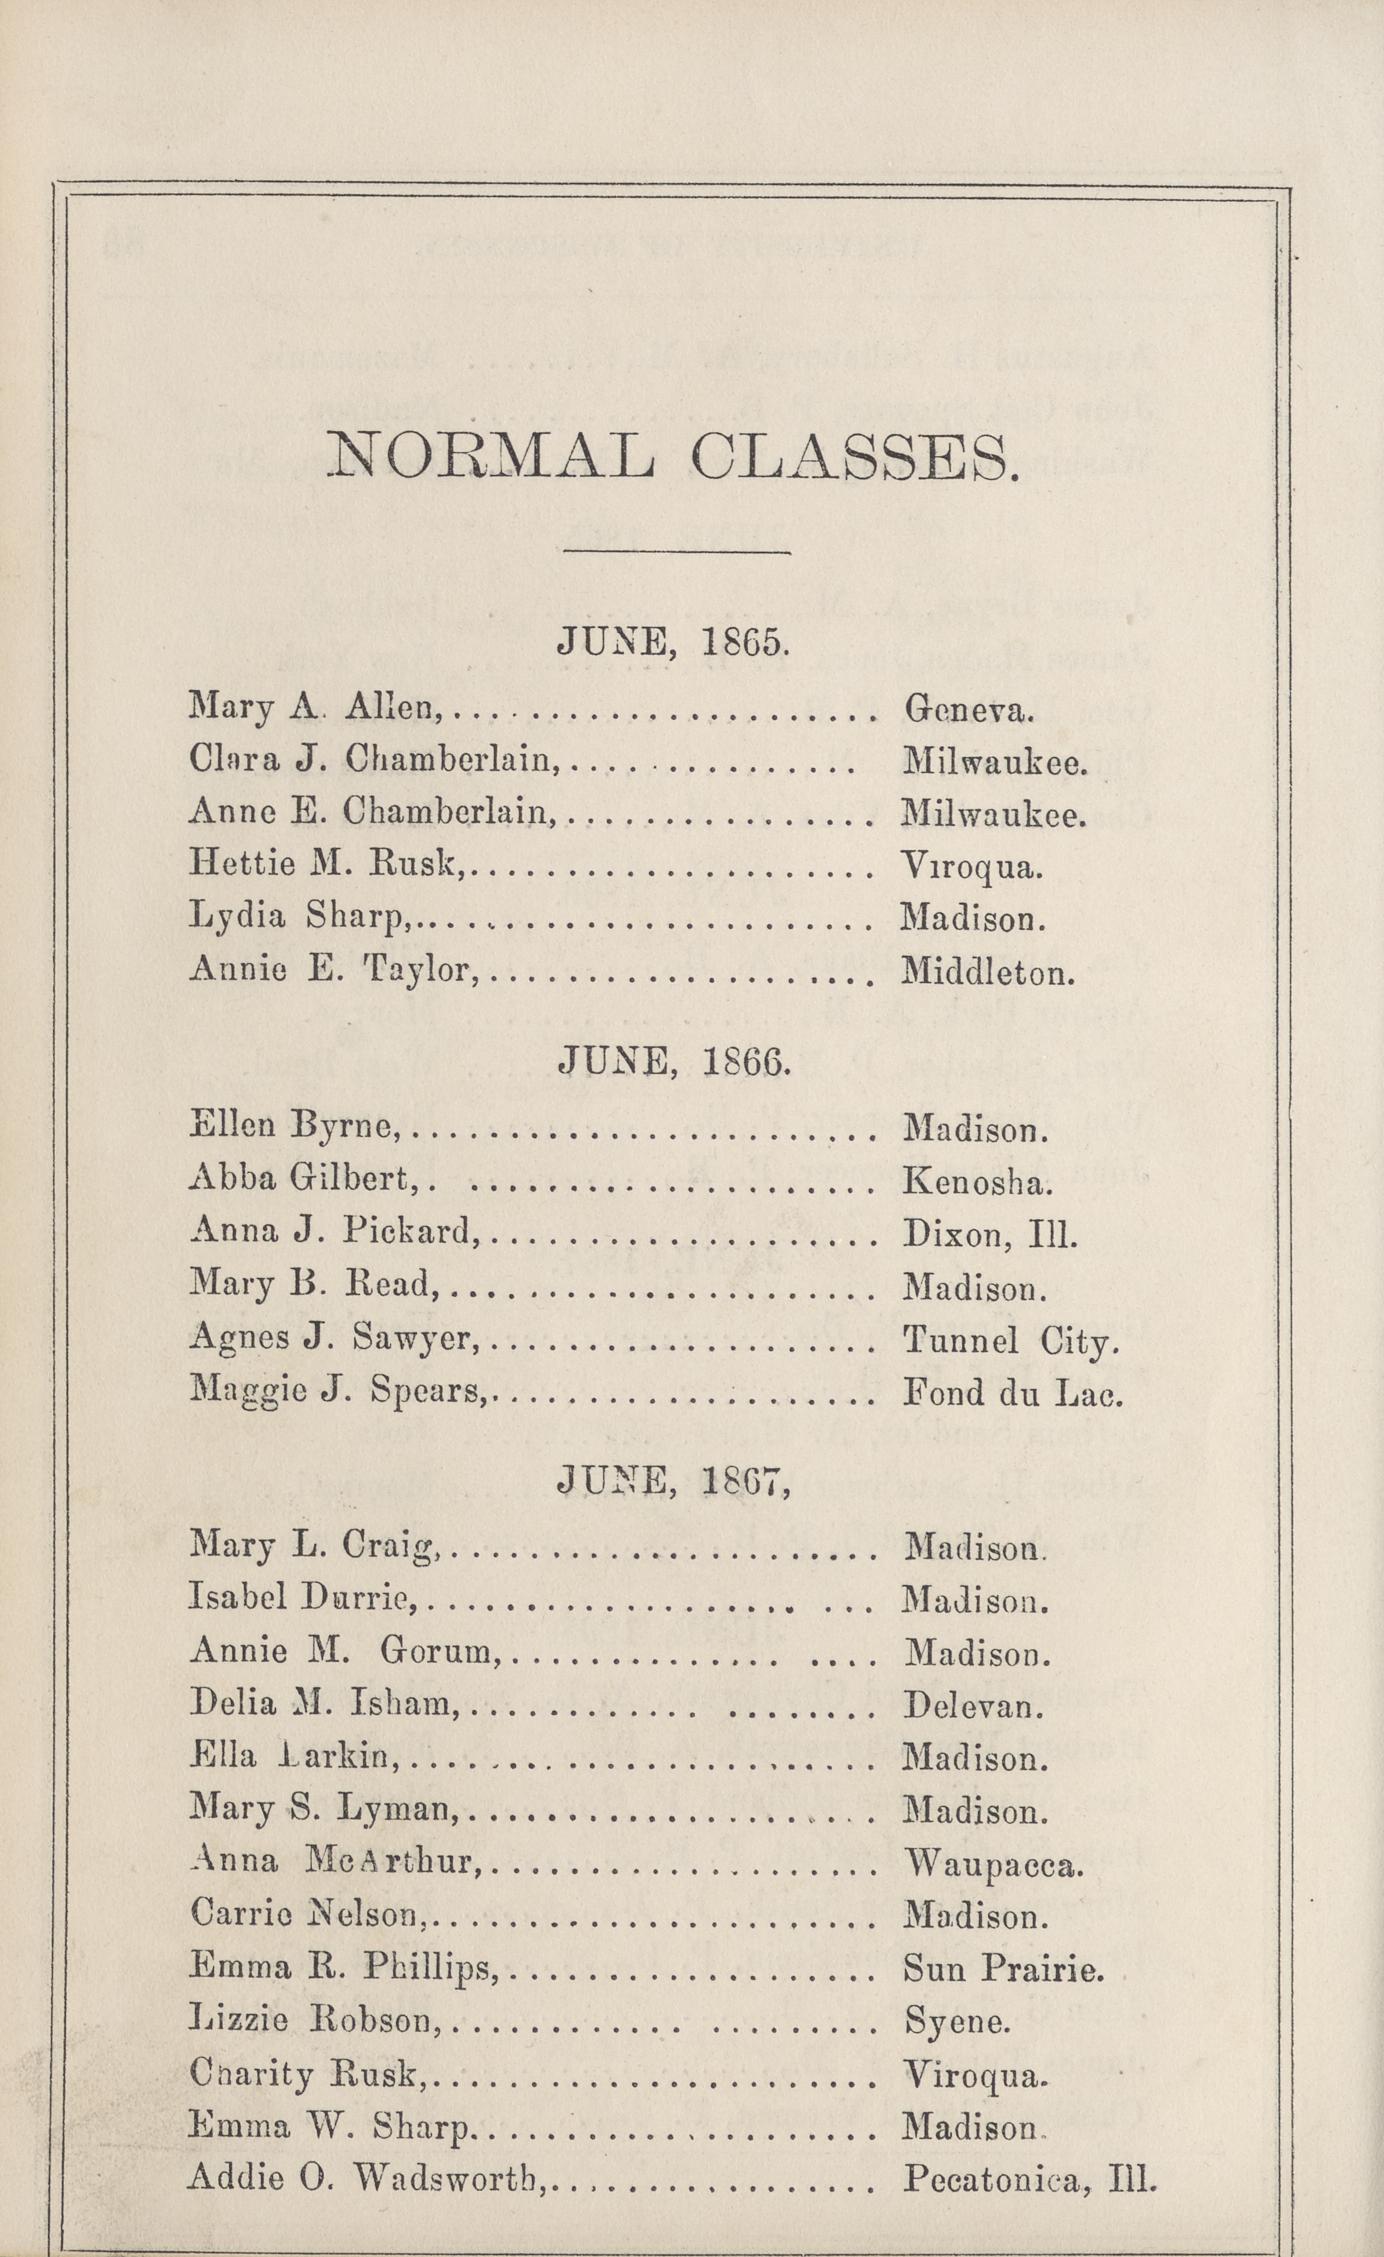 NORMAL CLASSES.
JUNE, 1865.
Mary A. Allen,........................ Geneva.
Clara J. Chamberlain,............... Milwaukee.
Anne E. Chamberlain,................ Milwaukee.
Hettie M. Rusk,..................... Viroqua.
Lydia Sharp,........................ Madison.
Annie E. Taylor,.................... Middleton.
JUNE, 1866.
Ellen Byrne,........................ Madison.
Abba Gilbert,. ..................... Kenosha.
Anna J. Pickard,.................... Dixon, Ill.
Mary B. Read,...................... Madison.
Agnes J. Sawyer,.................... Tunnel City.
Maggie J. Spears,.................... Fond du Lac.
JUNE, 1867,
Mary L. Craig,...................... Madison.
Isabel Durrie,................... ... Madison.
Annie M. Gorum,.............. .... Madison.
Delia M. Isham,............ ........ Delevan.
Ella Larkin,........................ Madison.
Mary S. Lyman,..................... Madison.
Anna McArthur,.................... Waupacca.
Carrie Nelson,....................... Madison.
Emma R. Phillips,................... Sun Prairie.
Lizzie Robson,............ ......... Syene.
Charity Rusk,....................... Viroqua.
Emma W. Sharp..................... Madison.
Addie O. Wadsworth,................. Pecatonica, Ill.